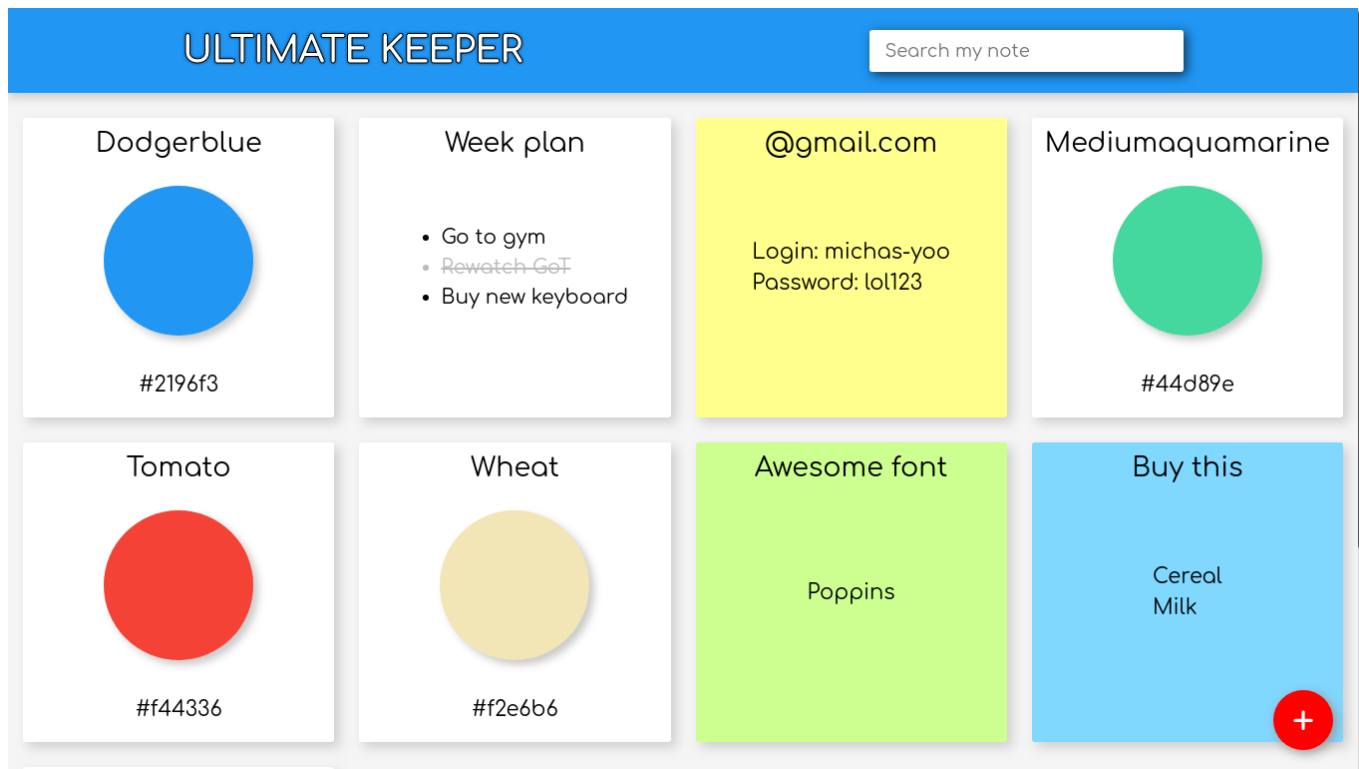 ULTIMATE KEEPER
Search my note
Dodgerblue
#2196f3
Week plan
Go to gym
Rewatch GoT
Buy new keyboard
@gmail.com
Login: michas-yoo
Password: lol123
Mediumaquamarine
#44d89e
Tomato
#f44336
Wheat
#f2e6b6
Awesome font
Poppins
Buy this
Cereal
Milk
+